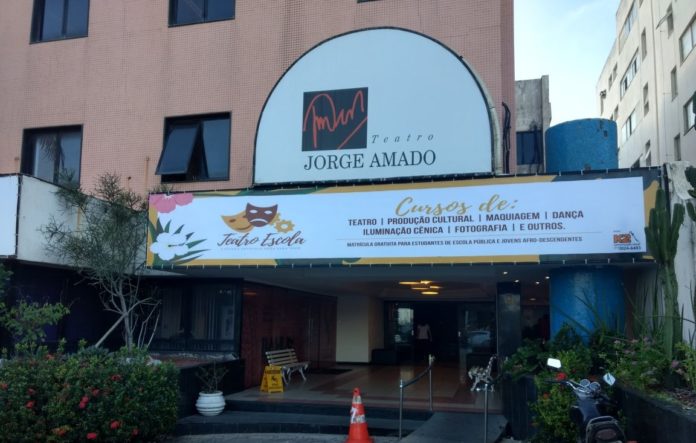 Teatro
JORGE AMADO
Cursos de:
TEATRO | PRODUÇÃO CULTURAL | MAQUIAGEM | DANÇA
ILUMINAÇÃO CÊNICA | FOTOGRAFIA | E OUTROS.
MATRÍCULA GRATUITA PARA ESTUDANTES DE ESCOLA PÚBLICA E JOVENS AFRO-DESCENDENTES
Teatro Escola